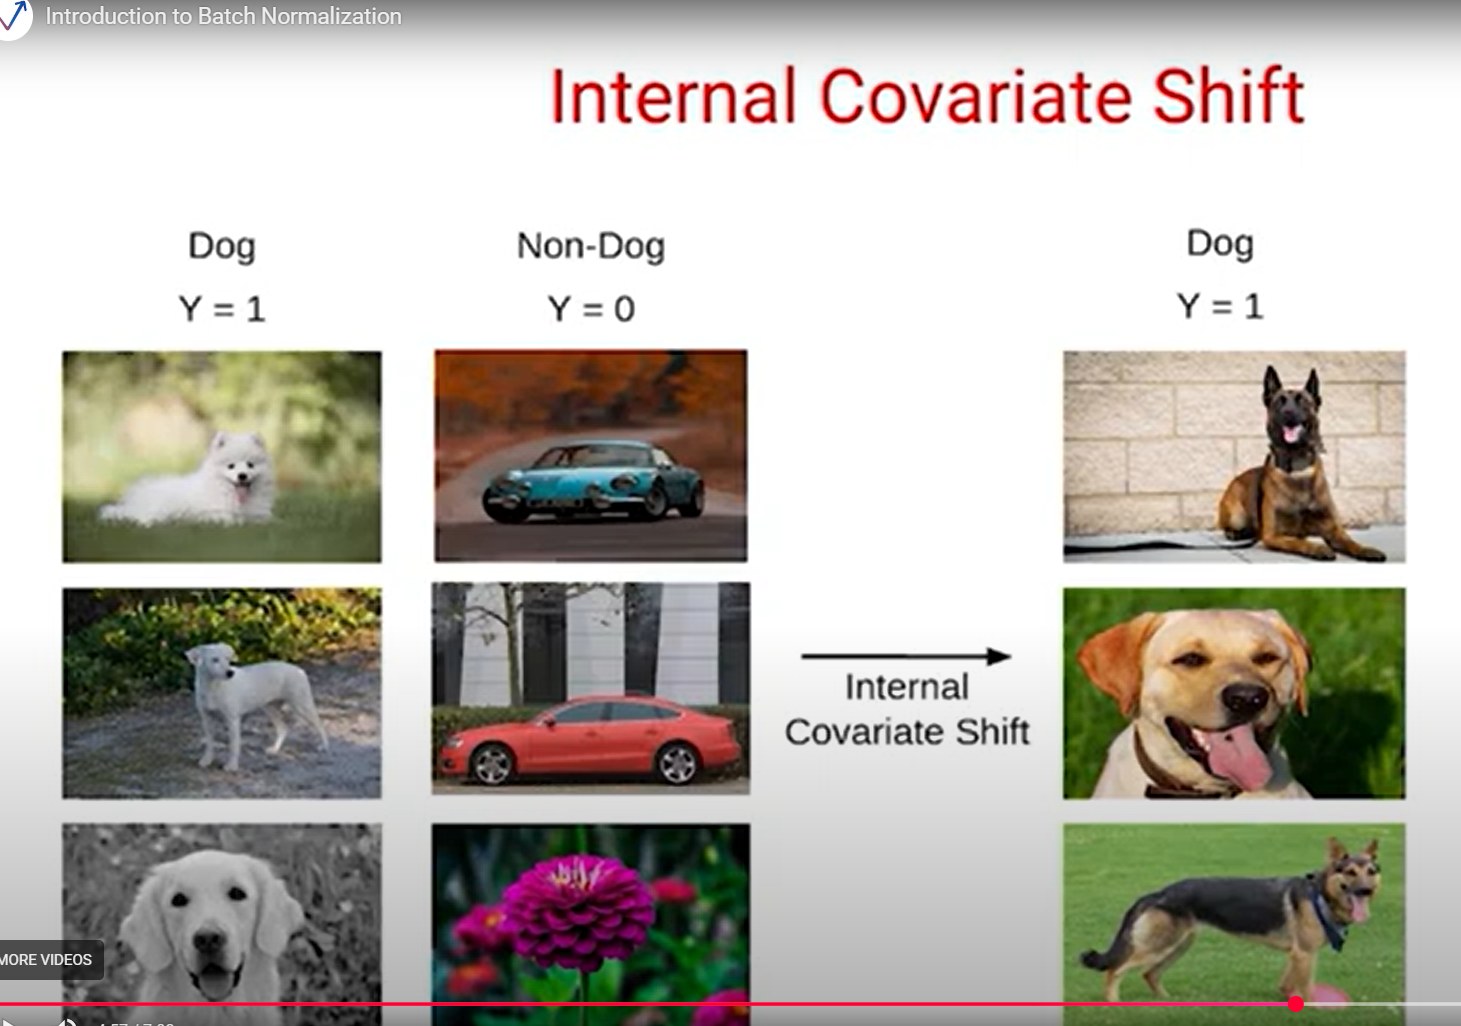 Introduction to Batch Normalization
Internal Covariate Shift
Dog
Non-Dog
Dog
Y = 1
Y = 0
Y = 1
Internal
Covariate Shift
MORE VIDEOS